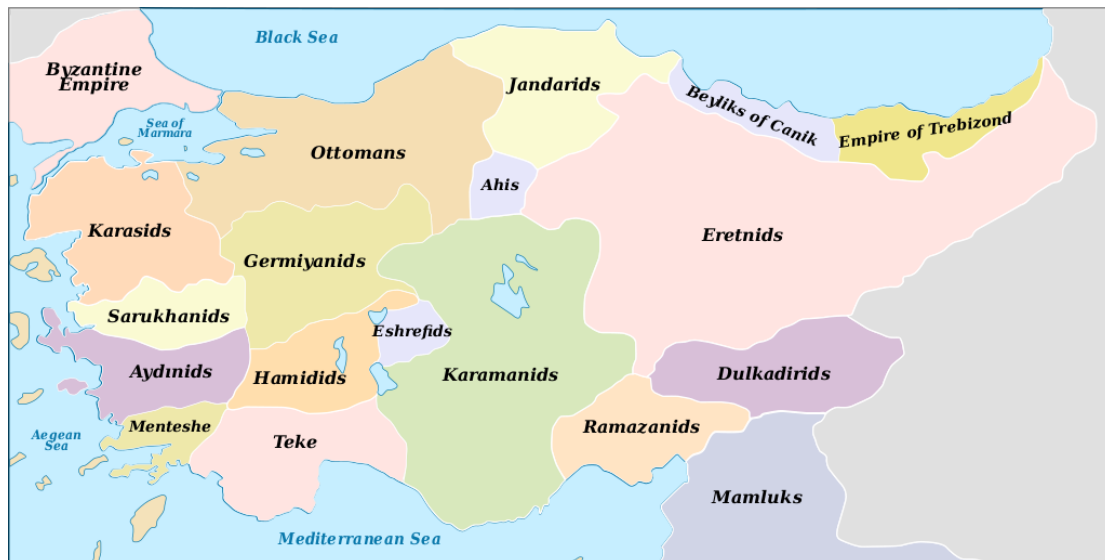 Black Sea
Byzantine
Empire
Jandarids
Beyliks of Canik
Empire of Trebizond
Sea of
Marmara
Ottomans
Ahis
Karasids
Eretnids
Germiyanids
Sarukhanids
Eshrefids
Aydınids
Hamidids
Karamanids
Dulkadirids
Menteshe
Ramazanids
Aegean
Sea
Teke
Mamluks
Mediterranean Sea